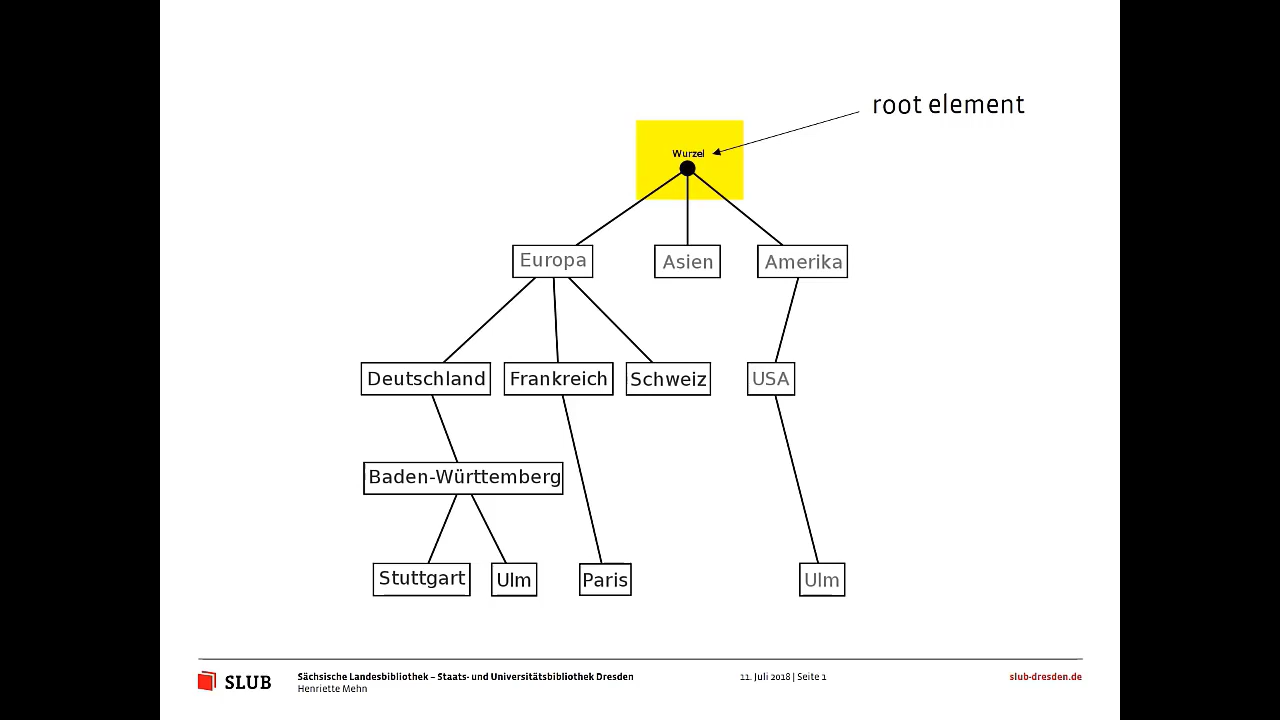 root element
Wurzel
Europa
Asien
Amerika
Deutschland
Frankreich
Schweiz
USA
Baden-Württemberg
Stuttgart
Ulm
Paris
Ulm
SLUB
Sächsische Landesbibliothek – Staats- und Universitätsbibliothek Dresden
Henriette Mehn
11. Juli 2018 | Seite 1
slub-dresden.de